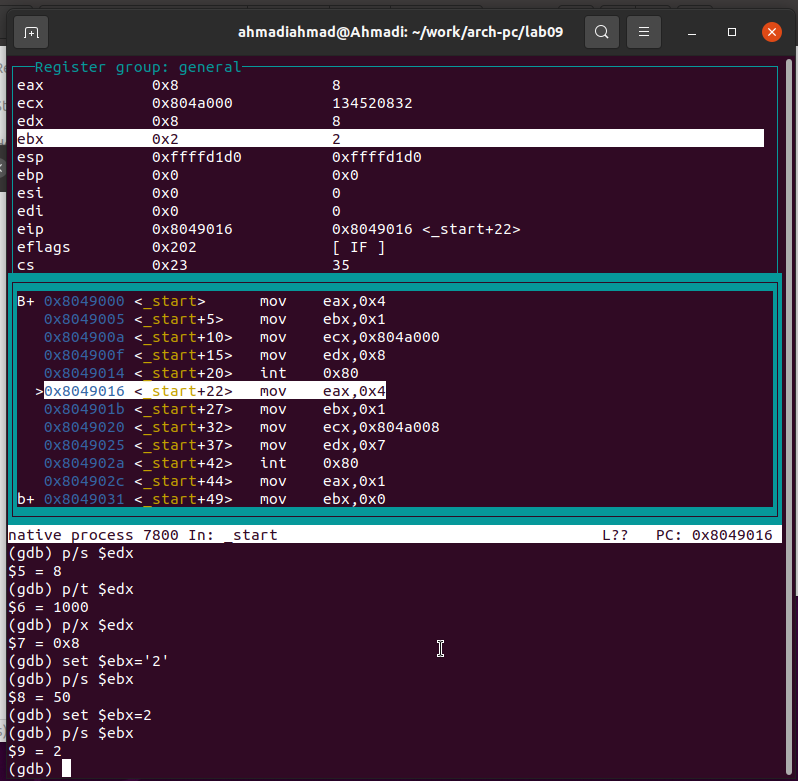 ahmadiahmad@Ahmadi: ~/work/arch-pc/lab09
Register group: general
eax 0x8 8
ecx 0x804a000 134520832
edx 0x8 8
ebx 0x2 2
esp 0xffffd1d0 0xffffd1d0
ebp 0x0 0x0
esi 0x0 0
edi 0x0 0
eip 0x8049016 0x8049016 <_start+22>
eflags 0x202 [ IF ]
cs 0x23 35
B+ 0x8049000 <_start> mov eax,0x4
0x8049005 <_start+5> mov ebx,0x1
0x804900a <_start+10> mov ecx,0x804a000
0x804900f <_start+15> mov edx,0x8
0x8049014 <_start+20> int 0x80
>0x8049016 <_start+22> mov eax,0x4
0x804901b <_start+27> mov ebx,0x1
0x8049020 <_start+32> mov ecx,0x804a008
0x8049025 <_start+37> mov edx,0x7
0x804902a <_start+42> int 0x80
0x804902c <_start+44> mov eax,0x1
b+ 0x8049031 <_start+49> mov ebx,0x0
native process 7800 In: _start L?? PC: 0x8049016
(gdb) p/s $edx
$5 = 8
(gdb) p/t $edx
$6 = 1000
(gdb) p/x $edx
$7 = 0x8
(gdb) set $ebx='2'
(gdb) p/s $ebx
$8 = 50
(gdb) set $ebx=2
(gdb) p/s $ebx
$9 = 2
(gdb)